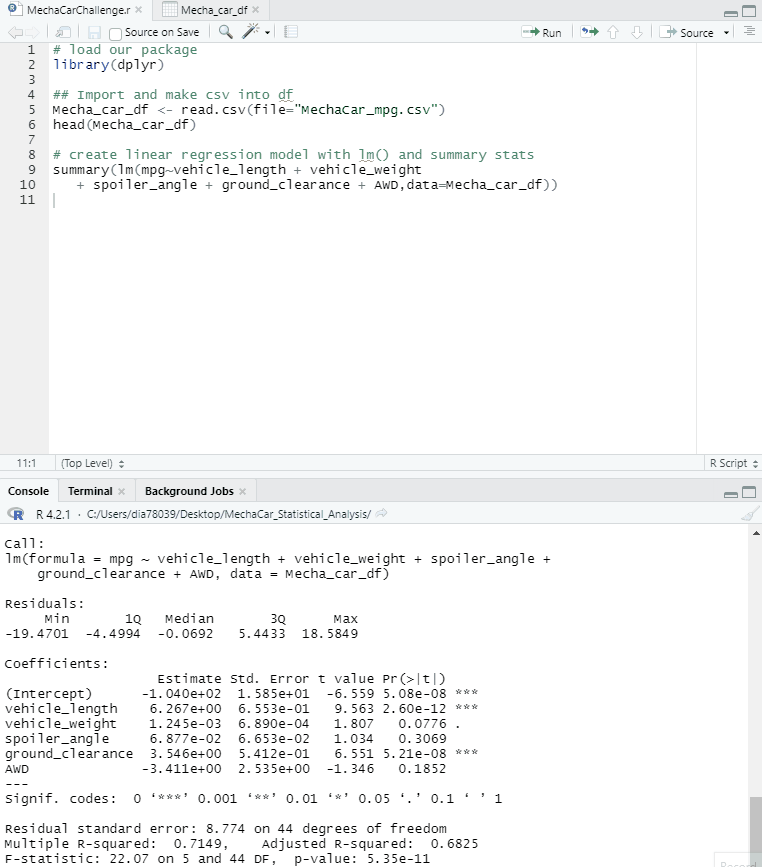 MechaCarChallenge.r × Mecha_car_df ×
Source on Save Run Source
1 # load our package
2 library(dplyr)
3
4 ## Import and make csv into df
5 Mecha_car_df <- read.csv(file="MechaCar_mpg.csv")
6 head(Mecha_car_df)
7
8 # create linear regression model with lm() and summary stats
9 summary(lm(mpg~vehicle_length + vehicle_weight
10 + spoiler_angle + ground_clearance + AWD,data=Mecha_car_df))
11
11:1 (Top Level) R Script
Console Terminal × Background Jobs ×
R R 4.2.1 · C:/Users/dia78039/Desktop/MechaCar_Statistical_Analysis/
Call:
lm(formula = mpg ~ vehicle_length + vehicle_weight + spoiler_angle +
ground_clearance + AWD, data = Mecha_car_df)
Residuals:
Min 1Q Median 3Q Max
-19.4701 -4.4994 -0.0692 5.4433 18.5849
Coefficients:
Estimate Std. Error t value Pr(>|t|)
(Intercept) -1.040e+02 1.585e+01 -6.559 5.08e-08 ***
vehicle_length 6.267e+00 6.553e-01 9.563 2.60e-12 ***
vehicle_weight 1.245e-03 6.890e-04 1.807 0.0776 .
spoiler_angle 6.877e-02 6.653e-02 1.034 0.3069
ground_clearance 3.546e+00 5.412e-01 6.551 5.21e-08 ***
AWD -3.411e+00 2.535e+00 -1.346 0.1852
---
Signif. codes: 0 ‘***’ 0.001 ‘**’ 0.01 ‘*’ 0.05 ‘.’ 0.1 ‘ ’ 1
Residual standard error: 8.774 on 44 degrees of freedom
Multiple R-squared: 0.7149, Adjusted R-squared: 0.6825
F-statistic: 22.07 on 5 and 44 DF, p-value: 5.35e-11